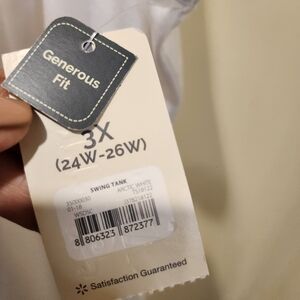 Generous
Fit
3X
(24W-26W)
SWING TANK
ARCTIC WHITE
8 806323 872377
Satisfaction Guaranteed